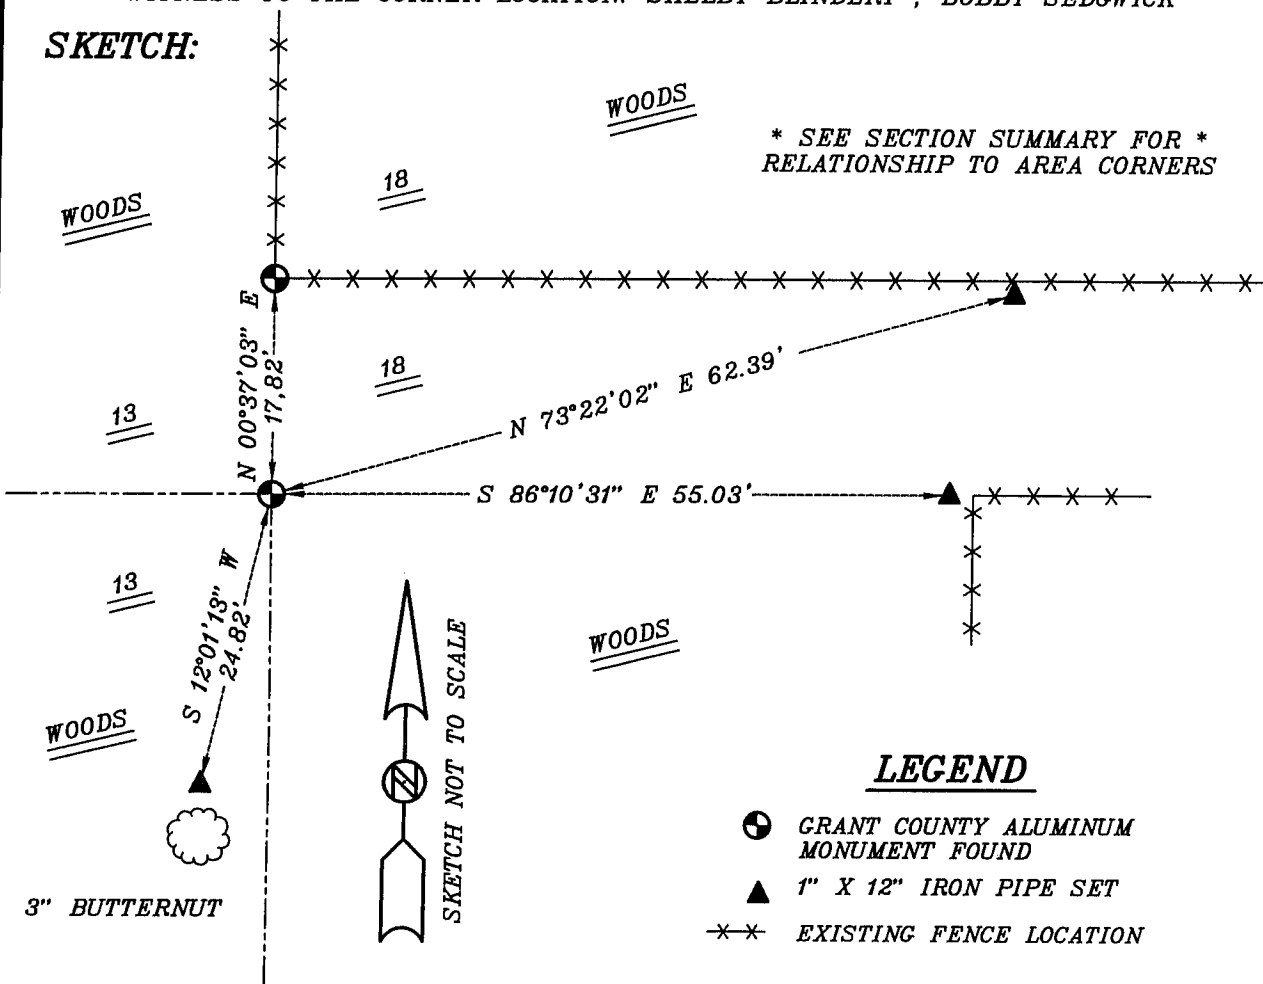 SKETCH:
WOODS
* SEE SECTION SUMMARY FOR *
RELATIONSHIP TO AREA CORNERS
18
WOODS
N 00°37'03" E
17.82'
18
N 73°22'02" E 62.39'
13
S 86°10'31" E 55.03'
13
S 12°01'13" W
24.82'
WOODS
WOODS
N
SKETCH NOT TO SCALE
3" BUTTERNUT
LEGEND
GRANT COUNTY ALUMINUM
MONUMENT FOUND
1" X 12" IRON PIPE SET
EXISTING FENCE LOCATION